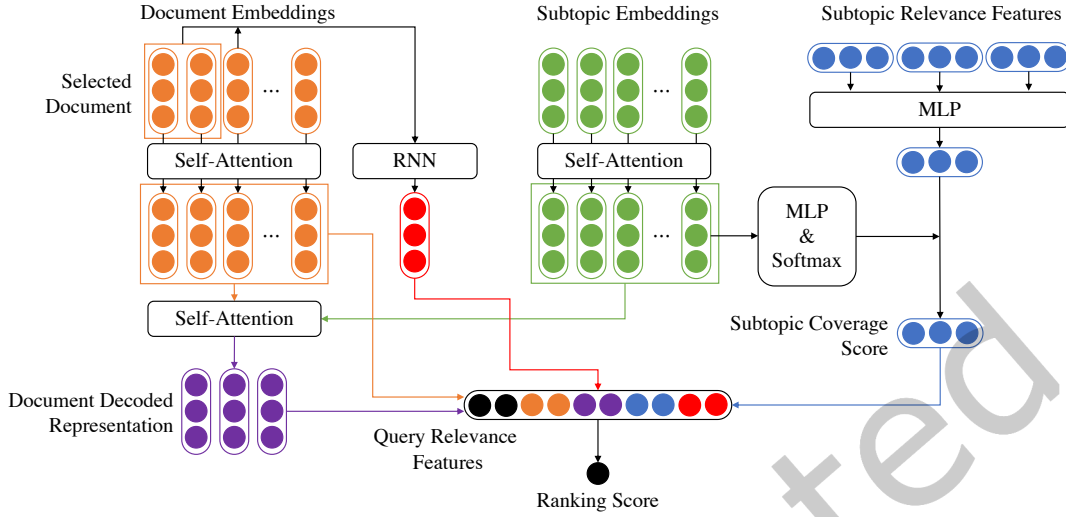 Document Embeddings
Subtopic Embeddings
Subtopic Relevance Features
Selected
Document
...
...
MLP
Self-Attention
RNN
Self-Attention
...
...
MLP
&
Softmax
Self-Attention
Subtopic Coverage
Score
Document Decoded
Representation
Query Relevance
Features
Ranking Score